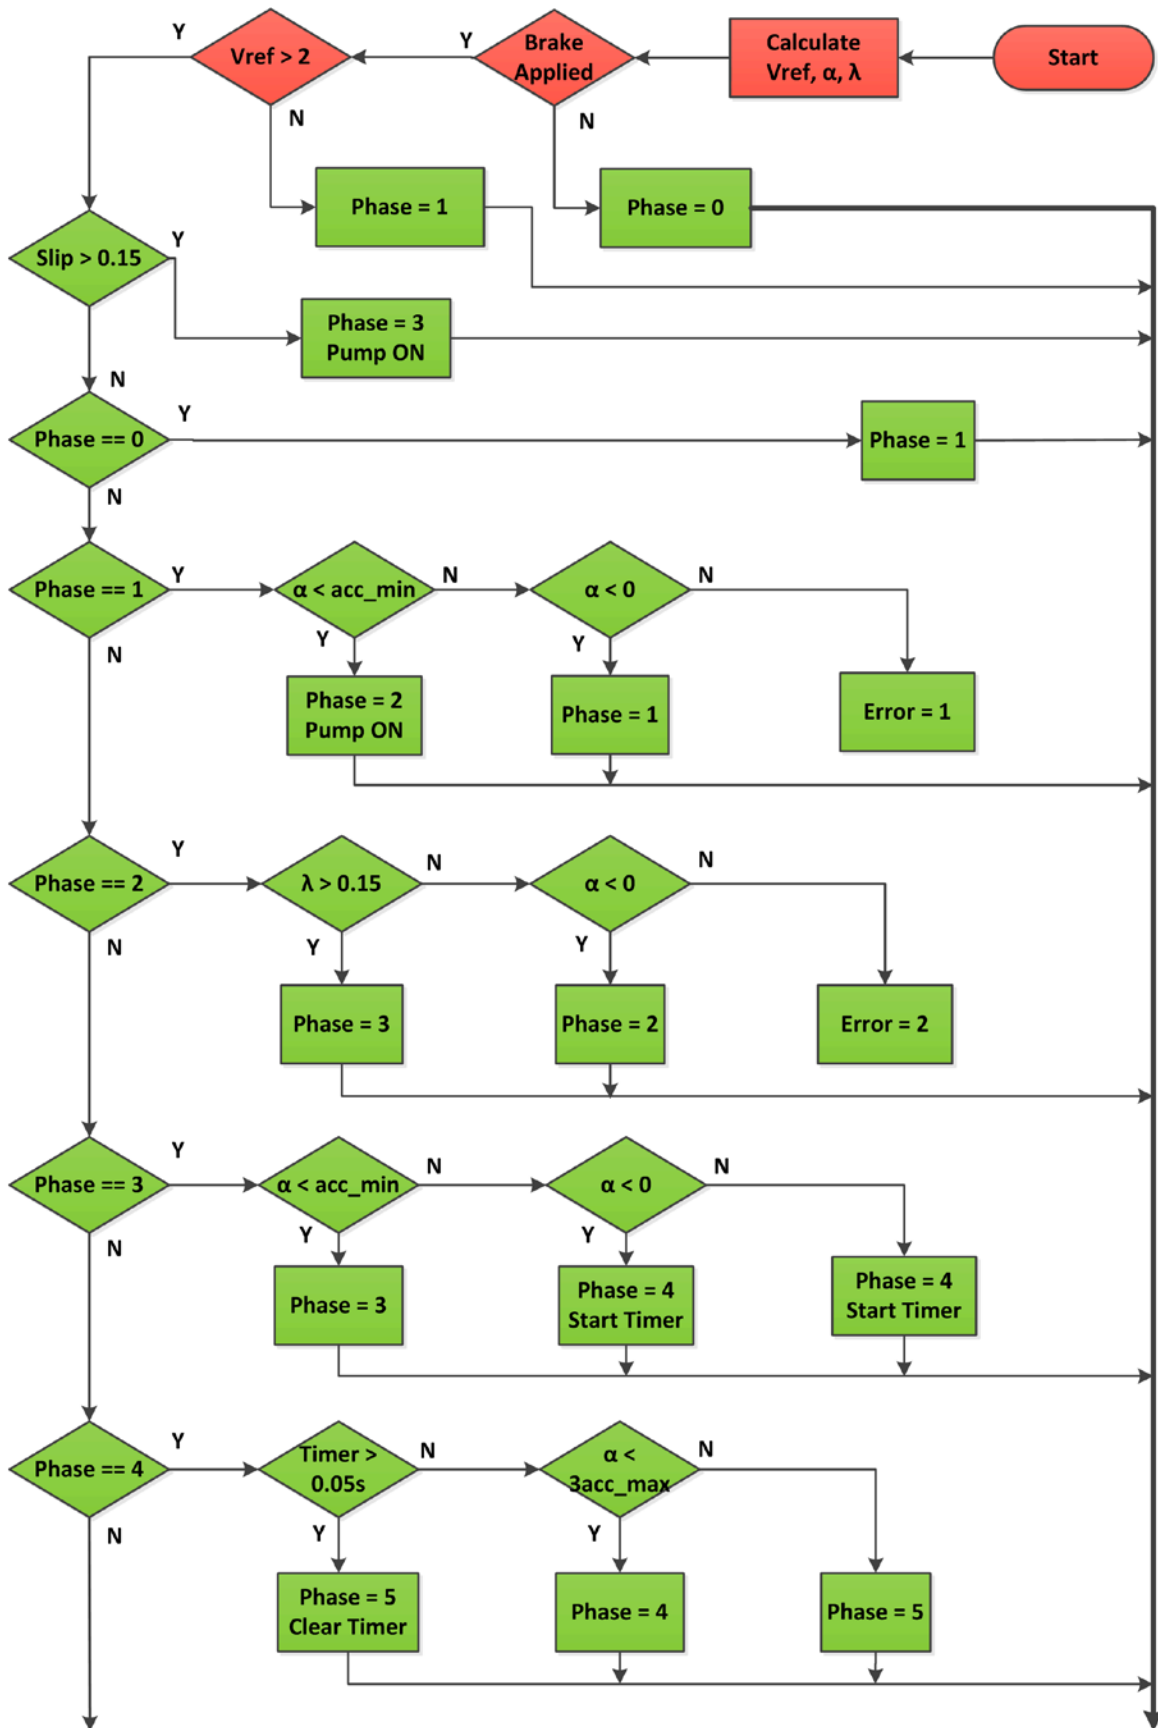 Y
Vref > 2
Y
Brake
Applied
Calculate
Vref, α, λ
Start
N
N
Phase = 1
Phase = 0
Slip > 0.15
Y
Phase = 3
Pump ON
N
Phase == 0
Y
Phase = 1
N
Phase == 1
Y
α < acc_min
N
α < 0
N
N
Y
Y
Phase = 2
Pump ON
Phase = 1
Error = 1
Phase == 2
Y
λ > 0.15
N
α < 0
N
N
Y
Y
Phase = 3
Phase = 2
Error = 2
Phase == 3
Y
α < acc_min
N
α < 0
N
N
Y
Y
Phase = 3
Phase = 4
Start Timer
Phase = 4
Start Timer
Phase == 4
Y
Timer >
0.05s
N
α <
3acc_max
N
N
Y
Y
Phase = 5
Clear Timer
Phase = 4
Phase = 5